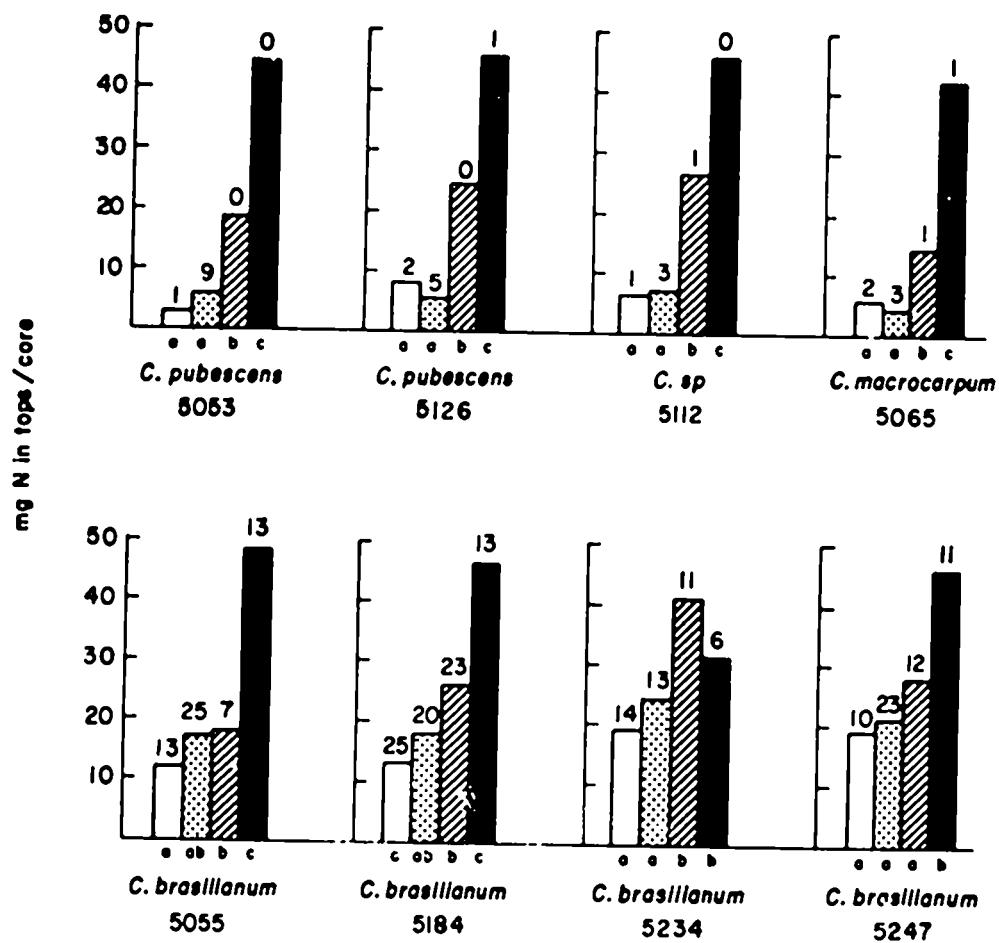 mg N in tops/core
50
40
30
20
10
1 9 0 0
a a b c
C. pubescens
5053
2 5 0 1
a a b c
C. pubescens
5126
1 3 1 0
a a b c
C. sp
5112
2 3 1 1
a a b c
C. macrocarpum
5065
50
40
30
20
10
13 25 7 13
a ab b c
C. brasilianum
5055
25 20 23 13
c ab b c
C. brasilianum
5184
14 13 11 6
a a b b
C. brasilianum
5234
10 23 12 11
a a a b
C. brasilianum
5247